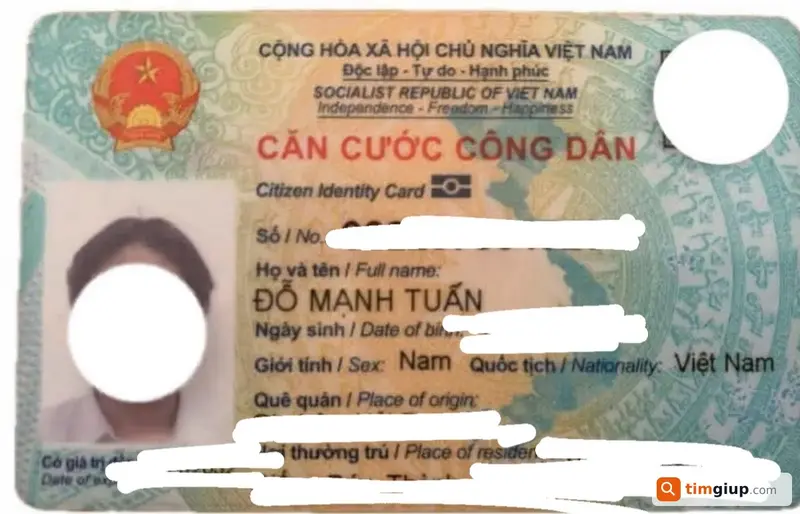 CỘNG HÒA XÃ HỘI CHỦ NGHĨA VIỆT NAM
Độc lập - Tự do - Hạnh phúc
SOCIALIST REPUBLIC OF VIET NAM
Independence - Freedom - Happiness
CĂN CƯỚC CÔNG DÂN
Citizen Identity Card
Số / No.
Họ và tên / Full name:
ĐỖ MẠNH TUẤN
Ngày sinh / Date of
Giới tính / Sex: Nam Quốc tịch / Nationality: Việt Nam
Quê quán / Place of origin:
thường trú / Place of
Có giá trị
Date of
timgiup.com